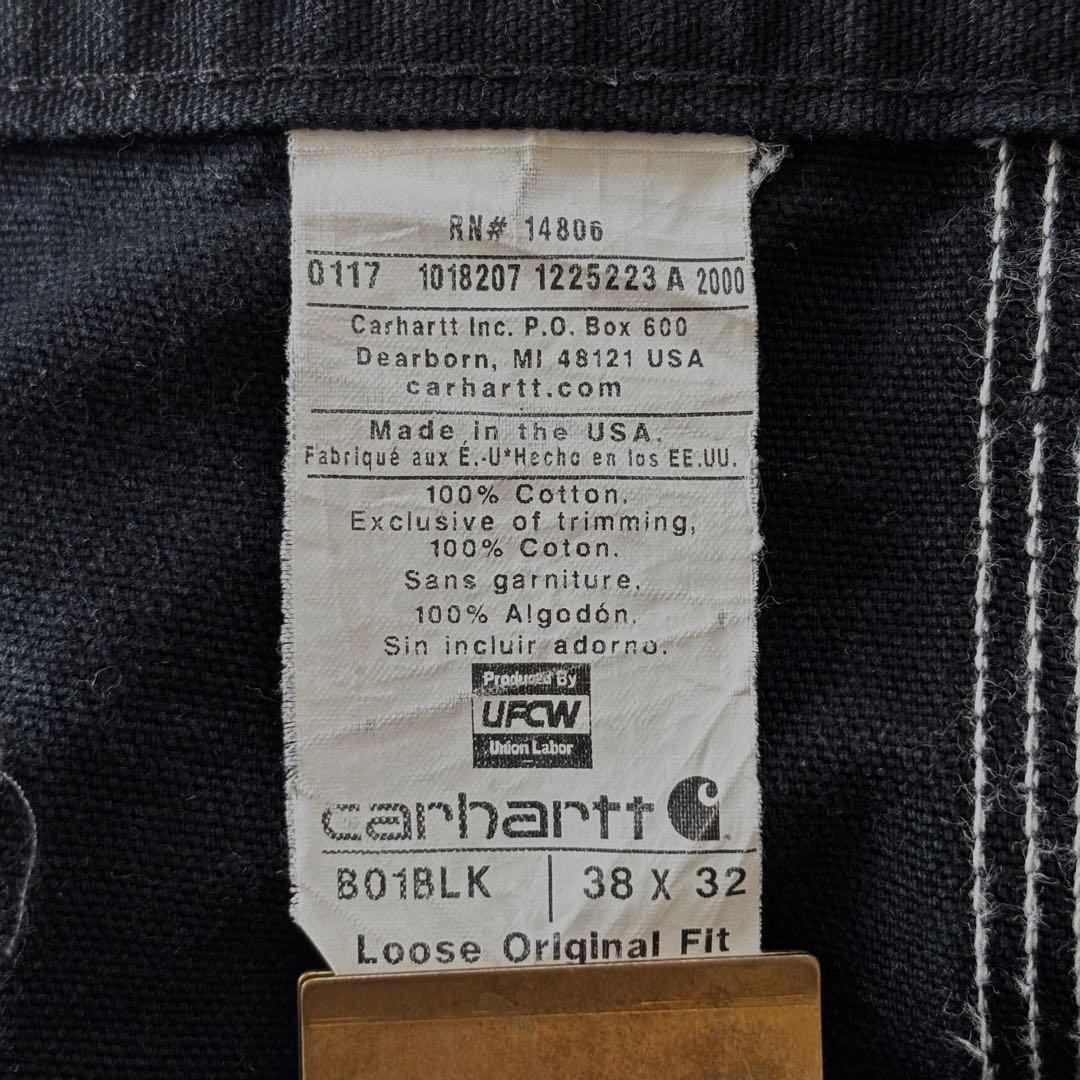 RN# 14806
0117 1018207 1225223 A 2000
Carhartt Inc. P.O. Box 600
Dearborn, MI 48121 USA
carhartt.com
Made in the USA.
Fabriqué aux É.-U*Hecho en los EE.UU.
100% Cotton.
Exclusive of trimming,
100% Coton.
Sans garniture.
100% Algodón.
Sin incluir adorno.
Produced By
UFCW
Union Labor
carhartt
B01BLK 38 X 32
Loose Original Fit